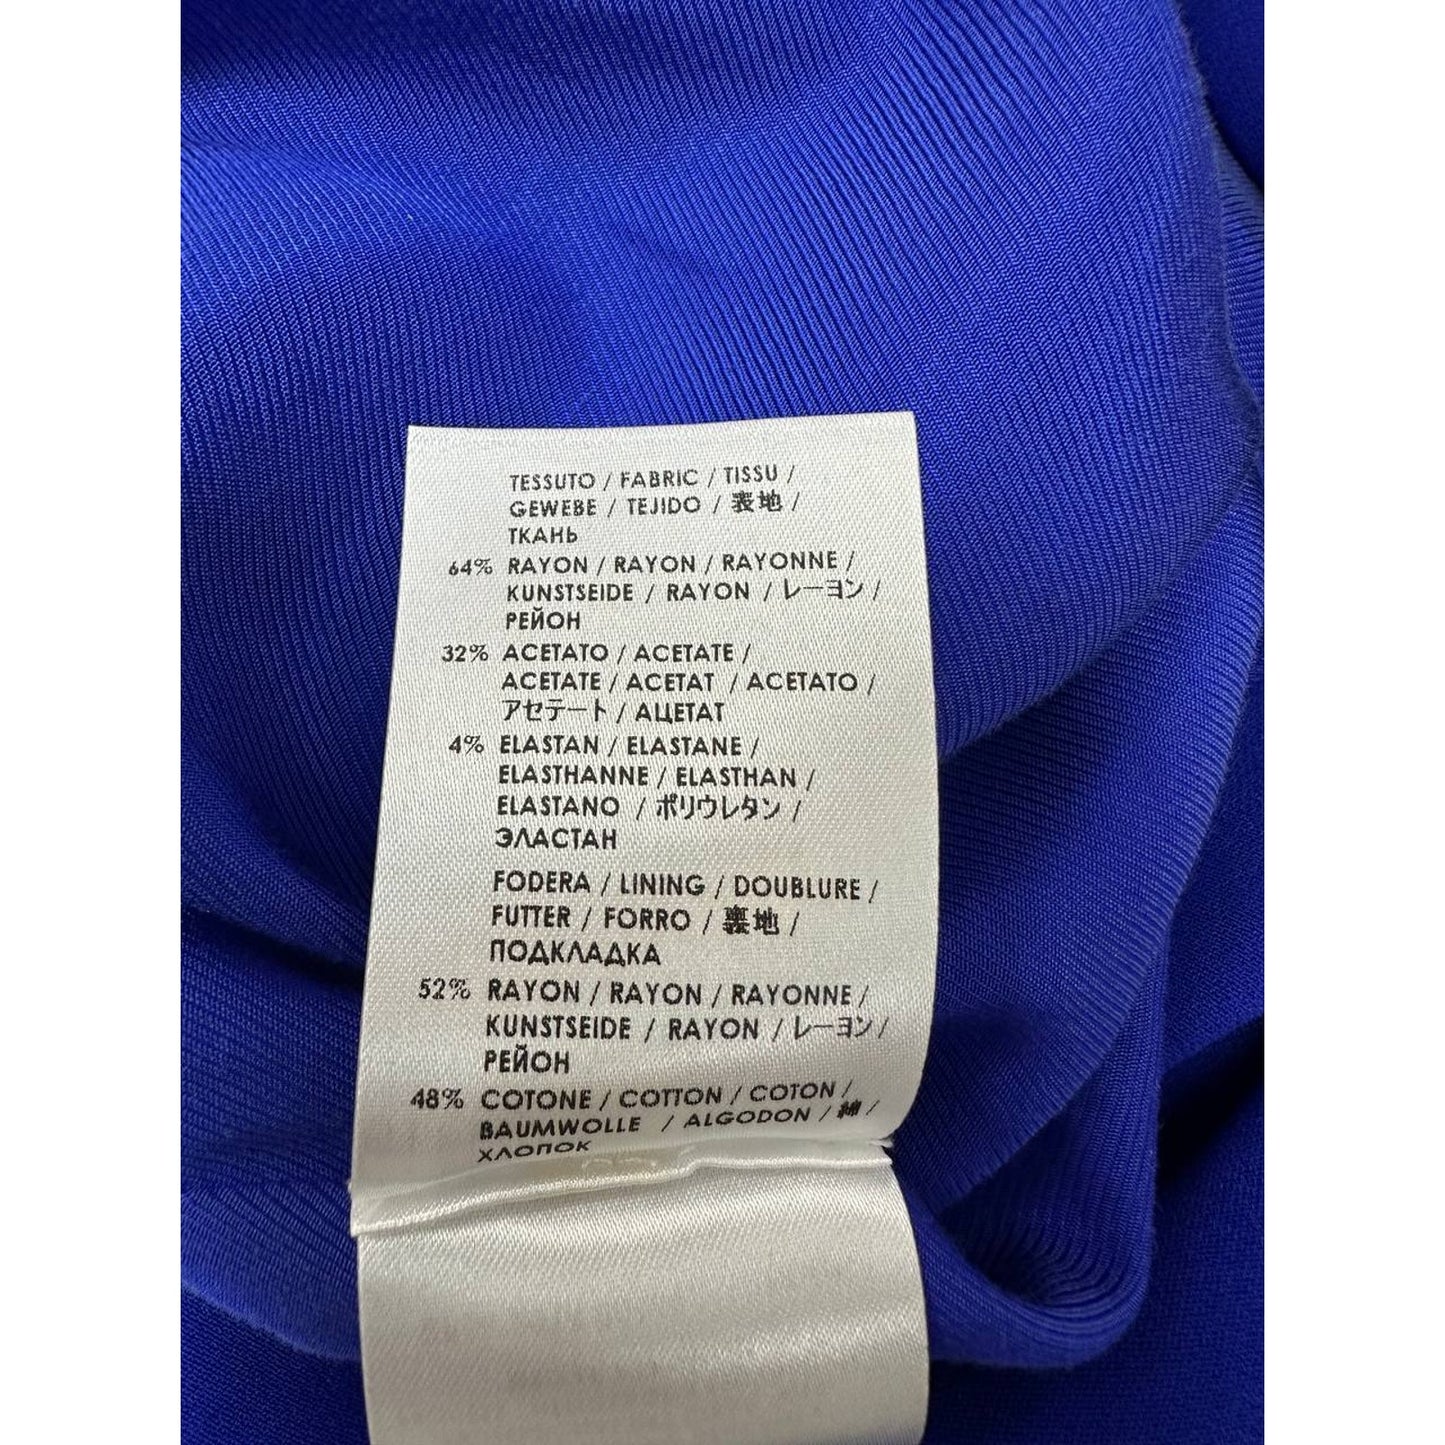 TESSUTO / FABRIC / TISSU /
GEWEBE / TEJIDO / 表地 /
ТКАНЬ
64% RAYON / RAYON / RAYONNE /
KUNSTSEIDE / RAYON / レーヨン /
РЕЙОН
32% ACETATO / ACETATE /
ACETATE / ACETAT / ACETATO /
アセテート / АЦЕТАТ
4% ELASTAN / ELASTANE /
ELASTHANNE / ELASTHAN /
ELASTANO / ポリウレタン /
ЭЛАСТАН
FODERA / LINING / DOUBLURE /
FUTTER / FORRO / 裏地 /
ПОДКЛАДКА
52% RAYON / RAYON / RAYONNE /
KUNSTSEIDE / RAYON / レーヨン /
РЕЙОН
48% COTONE / COTTON / COTON /
BAUMWOLLE / ALGODON / 綿 /
ХЛОПОК